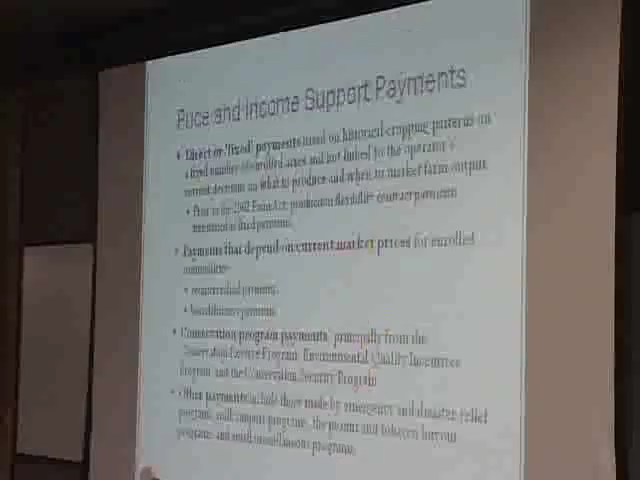 Price and Income Support Payments
• Direct or 'fixed' payments based on historical cropping patterns on
a fixed number of enrolled acres and not linked to the operator's
current decision on what to produce and when to market farm output
• Prior to the 2002 Farm Act, production flexibility contract payments
Payments that depend on current market prices for enrolled
commodities
• Conservation program payments, principally from the
Conservation Reserve Program, Environmental Quality Incentives
Program, and the Conservation Security Program
• Other payments include those made by emergency and disaster relief
programs, milk support programs, the peanut and tobacco buyout
programs, and small miscellaneous programs.